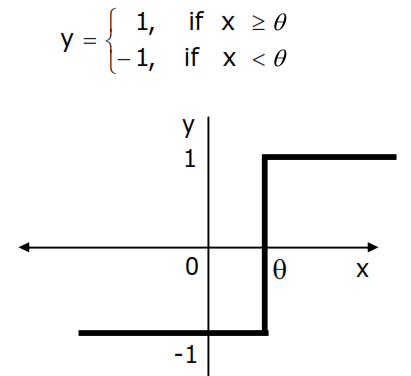 y = { 1, if x ≥ θ
– 1, if x < θ
y
1
0 θ x
-1